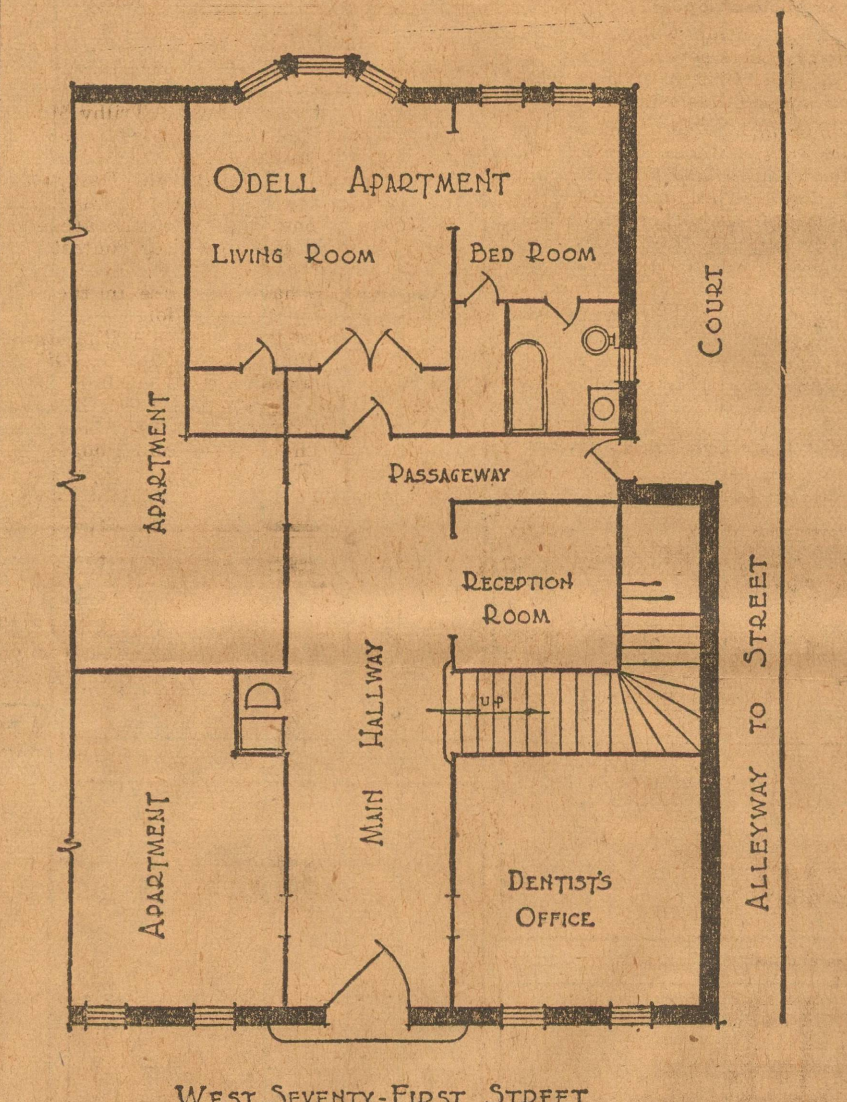 ODELL APARTMENT
LIVING ROOM
BED ROOM
COURT
APARTMENT
PASSAGEWAY
RECEPTION
ROOM
UP
MAIN HALLWAY
ALLEYWAY TO STREET
APARTMENT
DENTIST'S
OFFICE
WEST SEVENTY-FIRST STREET